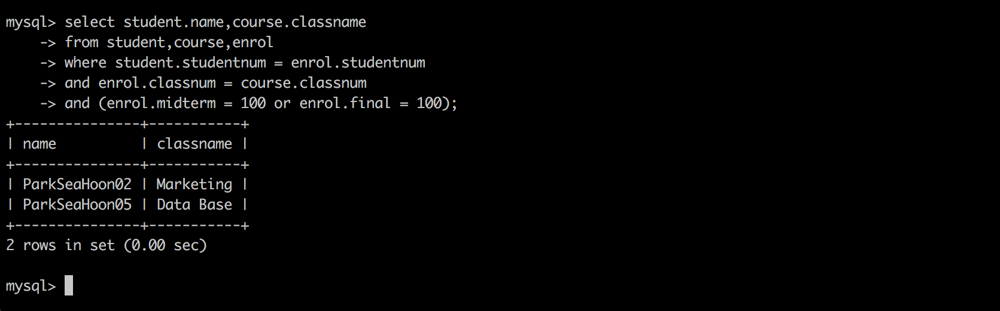 mysql> select student.name,course.classname
    -> from student,course,enrol
    -> where student.studentnum = enrol.studentnum
    -> and enrol.classnum = course.classnum
    -> and (enrol.midterm = 100 or enrol.final = 100);
+---------------+-----------+
| name          | classname |
+---------------+-----------+
| ParkSeaHoon02 | Marketing |
| ParkSeaHoon05 | Data Base |
+---------------+-----------+
2 rows in set (0.00 sec)

mysql>